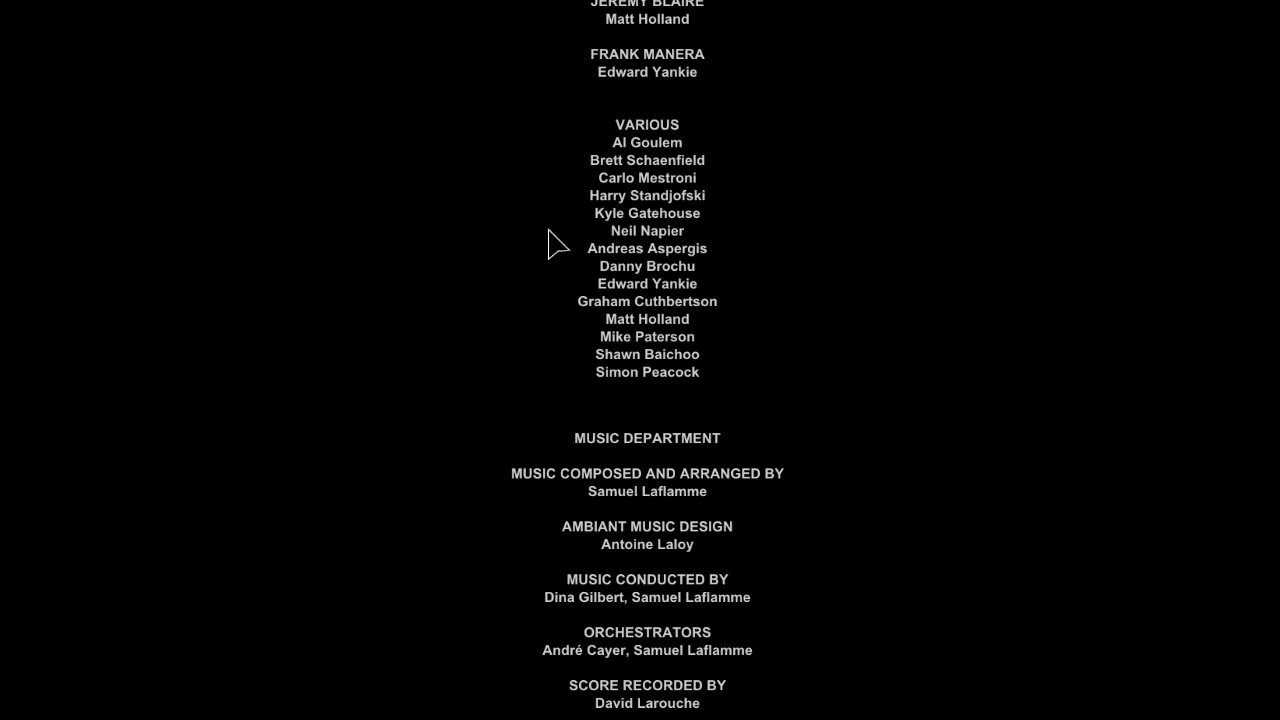 JEREMY BLAIRE
Matt Holland
FRANK MANERA
Edward Yankie
VARIOUS
Al Goulem
Brett Schaenfield
Carlo Mestroni
Harry Standjofski
Kyle Gatehouse
Neil Napier
Andreas Aspergis
Danny Brochu
Edward Yankie
Graham Cuthbertson
Matt Holland
Mike Paterson
Shawn Baichoo
Simon Peacock
MUSIC DEPARTMENT
MUSIC COMPOSED AND ARRANGED BY
Samuel Laflamme
AMBIANT MUSIC DESIGN
Antoine Laloy
MUSIC CONDUCTED BY
Dina Gilbert, Samuel Laflamme
ORCHESTRATORS
André Cayer, Samuel Laflamme
SCORE RECORDED BY
David Larouche